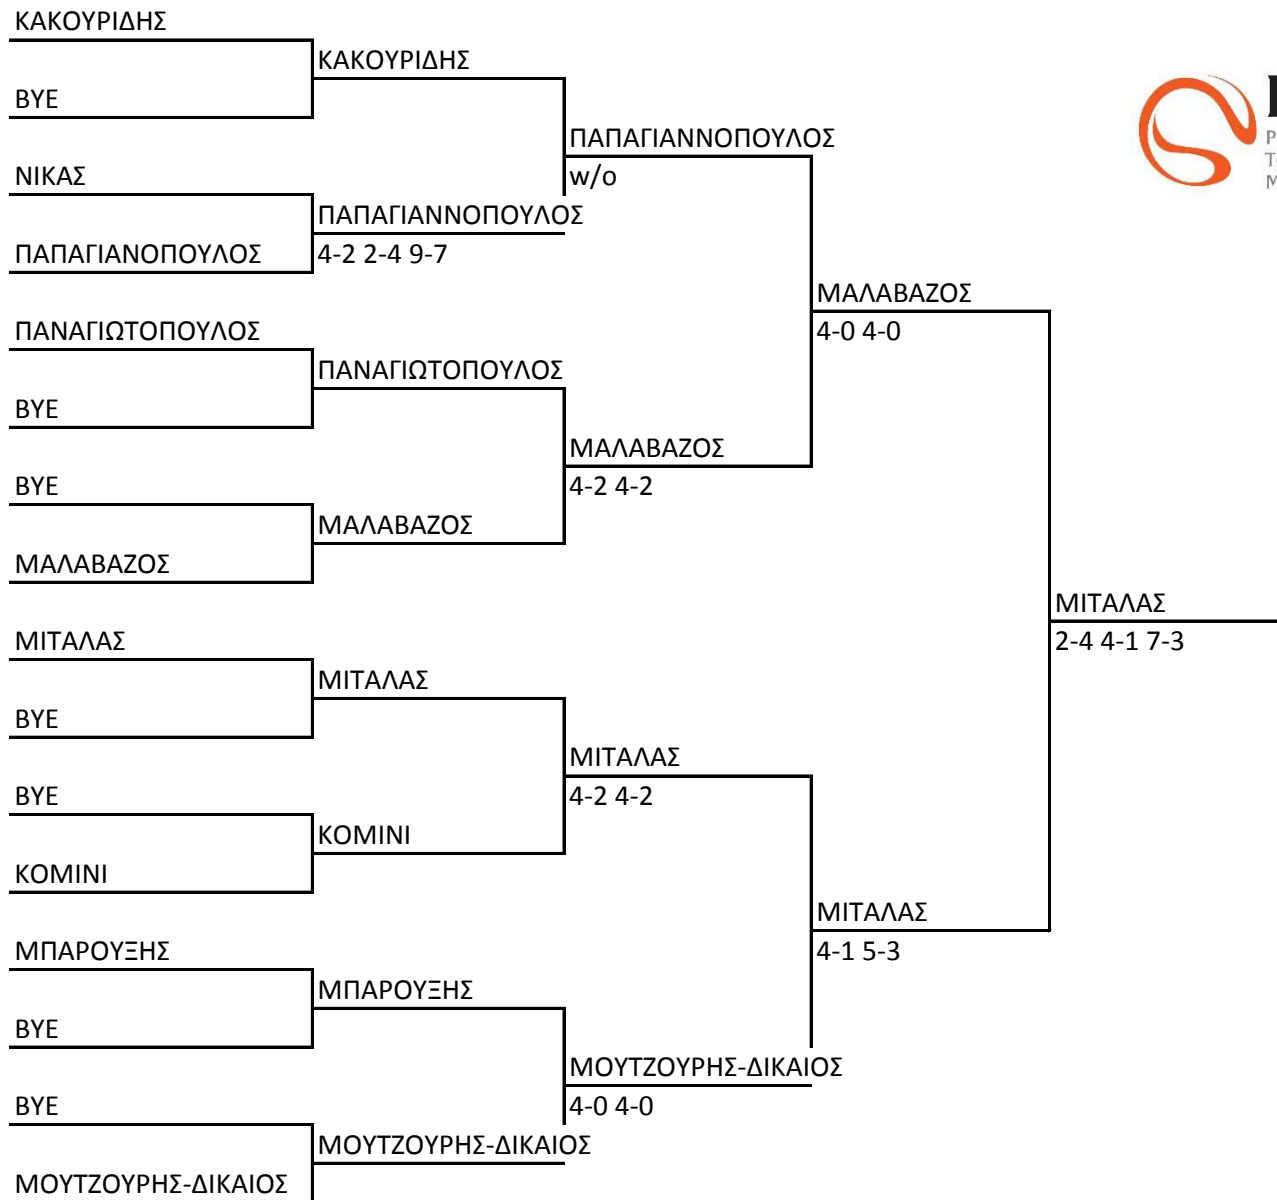 ΚΑΚΟΥΡΙΔΗΣ
ΚΑΚΟΥΡΙΔΗΣ
BYE
ΠΑΠΑΓΙΑΝΝΟΠΟΥΛΟΣ
w/o
ΝΙΚΑΣ
ΠΑΠΑΓΙΑΝΝΟΠΟΥΛΟΣ
4-2 2-4 9-7
ΠΑΠΑΓΙΑΝΟΠΟΥΛΟΣ
ΜΑΛΑΒΑΖΟΣ
4-0 4-0
ΠΑΝΑΓΙΩΤΟΠΟΥΛΟΣ
ΠΑΝΑΓΙΩΤΟΠΟΥΛΟΣ
BYE
ΜΑΛΑΒΑΖΟΣ
4-2 4-2
BYE
ΜΑΛΑΒΑΖΟΣ
ΜΑΛΑΒΑΖΟΣ
ΜΙΤΑΛΑΣ
2-4 4-1 7-3
ΜΙΤΑΛΑΣ
ΜΙΤΑΛΑΣ
BYE
ΜΙΤΑΛΑΣ
4-2 4-2
BYE
ΚΟΜΙΝΙ
ΚΟΜΙΝΙ
ΜΙΤΑΛΑΣ
4-1 5-3
ΜΠΑΡΟΥΞΗΣ
ΜΠΑΡΟΥΞΗΣ
BYE
ΜΟΥΤΖΟΥΡΗΣ-ΔΙΚΑΙΟΣ
4-0 4-0
BYE
ΜΟΥΤΖΟΥΡΗΣ-ΔΙΚΑΙΟΣ
ΜΟΥΤΖΟΥΡΗΣ-ΔΙΚΑΙΟΣ